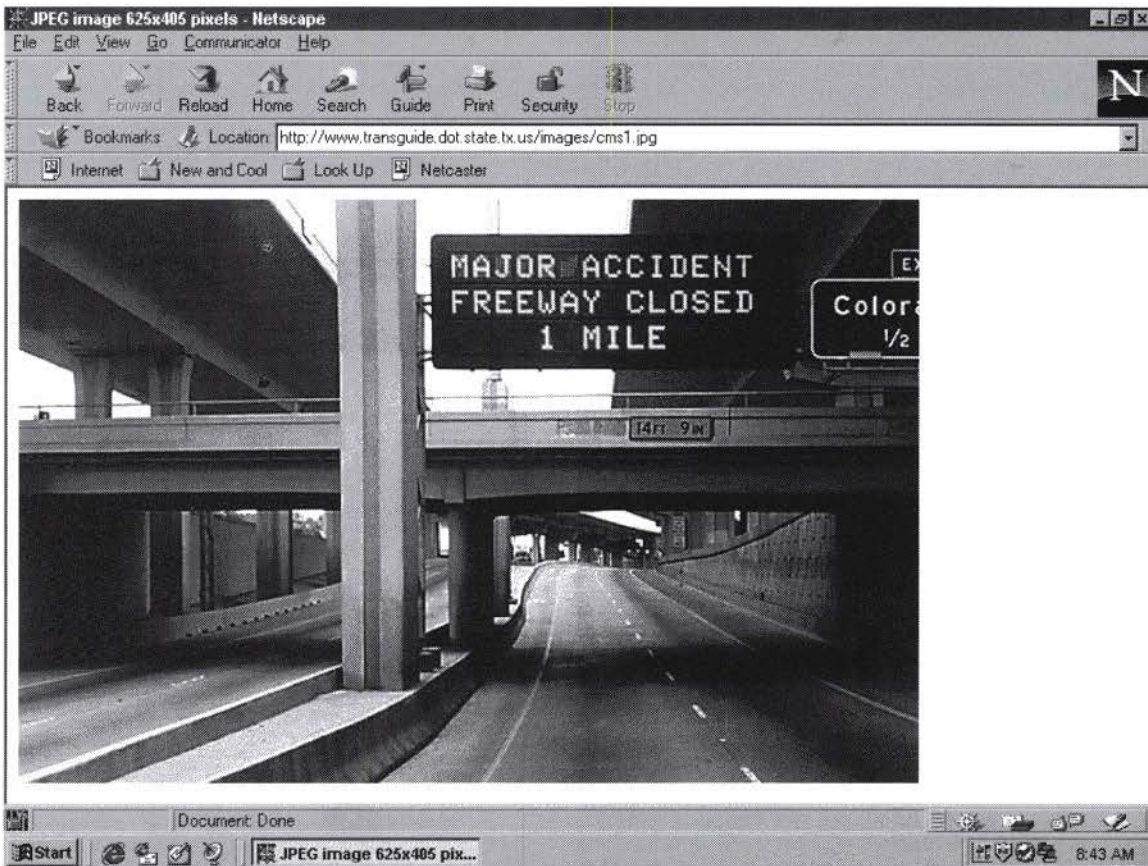 JPEG image 625x405 pixels - Netscape
File Edit View Go Communicator Help
Back Forward Reload Home Search Guide Print Security Stop
N
Bookmarks Location: http://www.transguide.dot.state.tx.us/images/cms1.jpg
Internet New and Cool Look Up Netcaster
MAJOR ACCIDENT
FREEWAY CLOSED
1 MILE
EX
Colora
1/2
14FT 9IN
Document: Done
Start JPEG image 625x405 pix... 8:43 AM